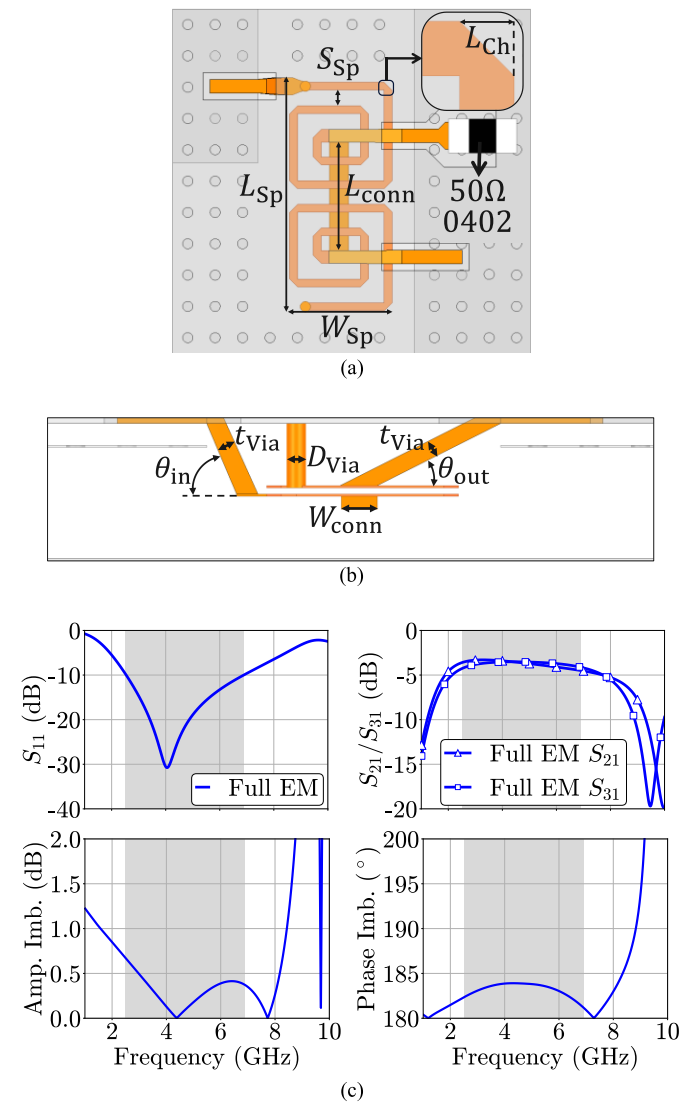 L_Ch
S_Sp
L_Sp
L_conn
50Ω
0402
W_Sp
(a)
t_Via
t_Via
D_Via
θ_in
θ_out
W_conn
(b)
0
-10
-20
-30
-40
S_11 (dB)
Full EM
0
-5
-10
-15
-20
S_21/S_31 (dB)
Full EM S_21
Full EM S_31
2.0
1.5
1.0
0.5
0.0
Amp. Imb. (dB)
2 4 6 8 10
Frequency (GHz)
200
195
190
185
180
Phase Imb. (°)
2 4 6 8 10
Frequency (GHz)
(c)